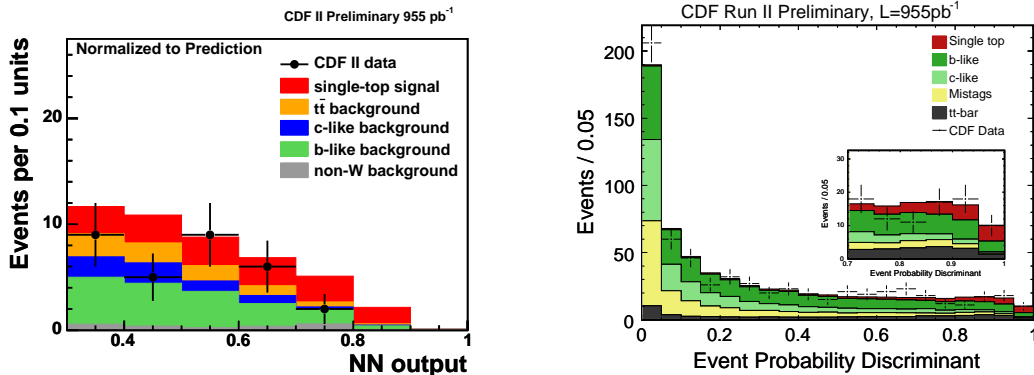 CDF II Preliminary 955 pb-1
Normalized to Prediction
CDF II data
single-top signal
tt̄ background
c-like background
b-like background
non-W background
Events per 0.1 units
20
10
0
0.4
0.6
0.8
1
NN output
CDF Run II Preliminary, L=955pb-1
Single top
b-like
c-like
Mistags
tt-bar
CDF Data
Events / 0.05
200
150
100
50
0
0
0.2
0.4
0.6
0.8
1
Event Probability Discriminant
Events / 0.05
30
20
10
0
0.7
0.8
0.9
1
Event Probability Discriminant